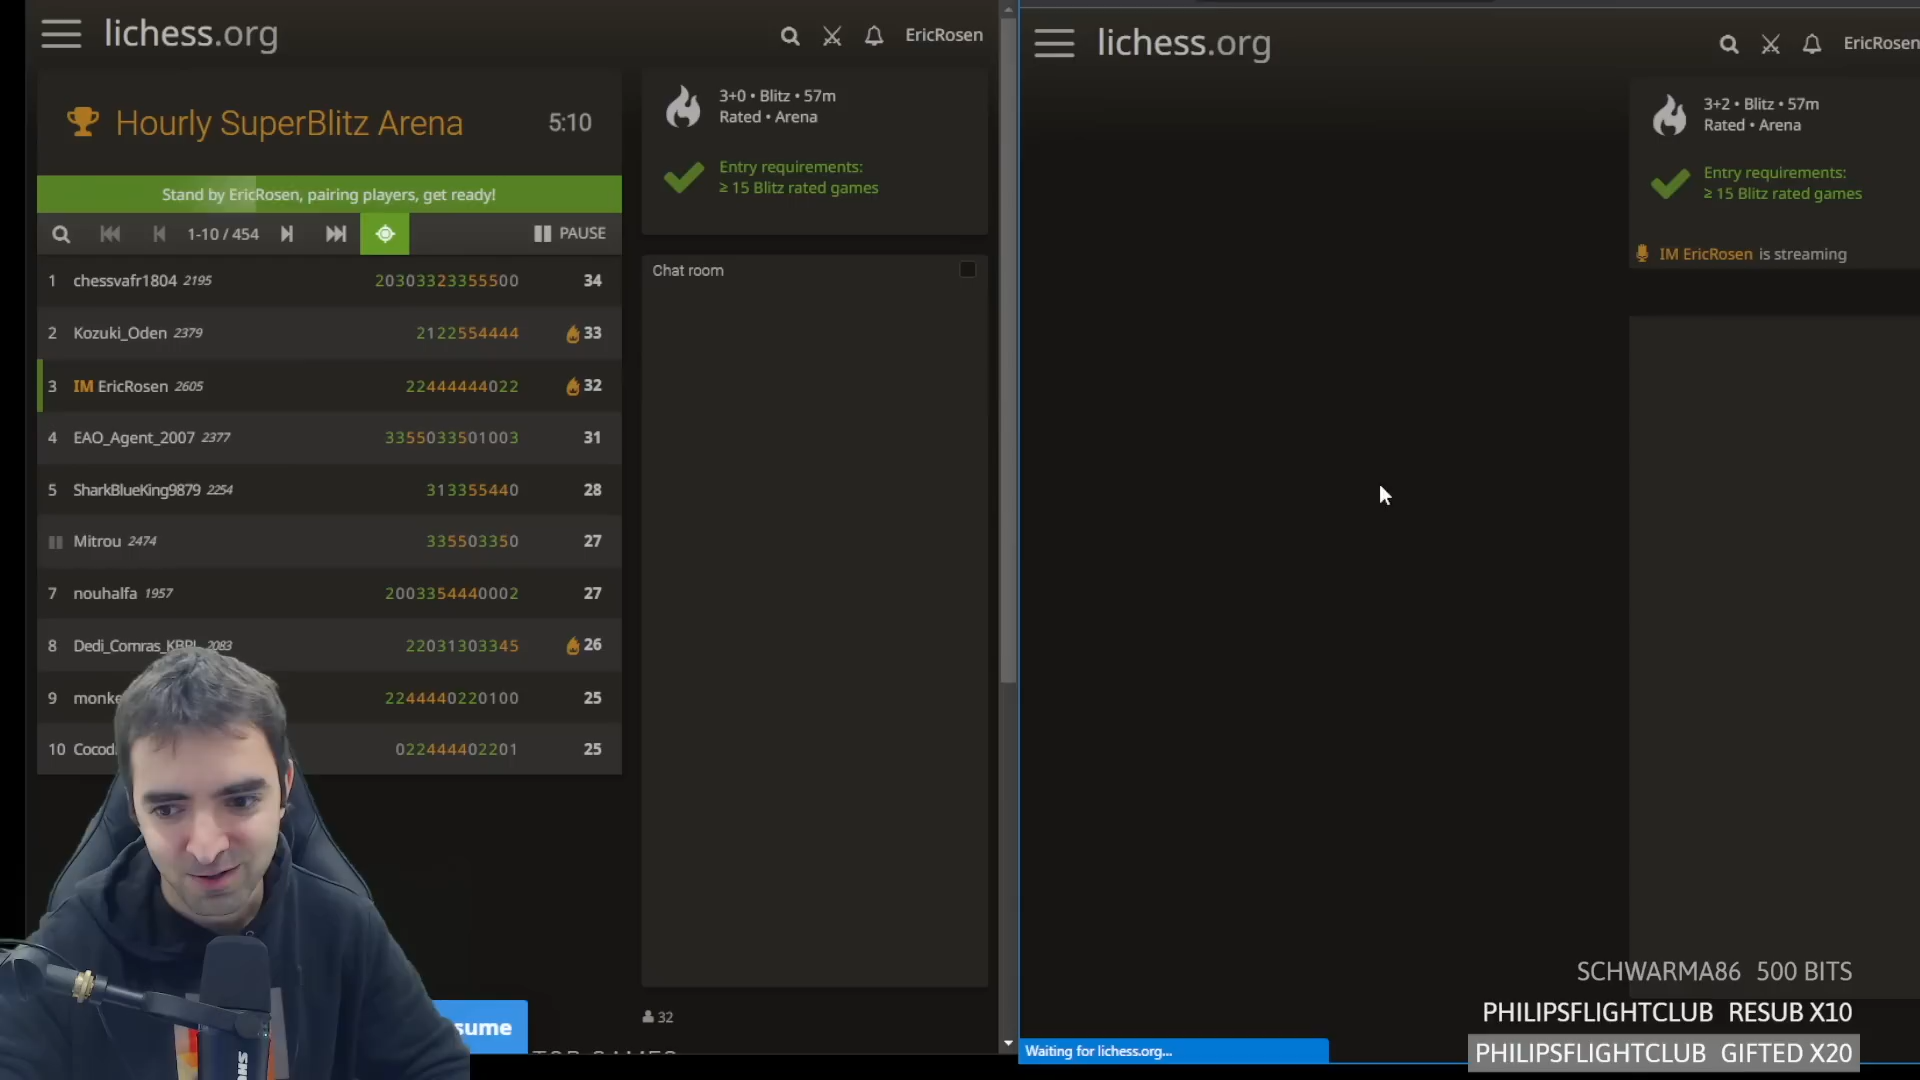 lichess.org
EricRosen
Hourly SuperBlitz Arena 5:10
Stand by EricRosen, pairing players, get ready!
1-10 / 454 PAUSE
1 chessvafr1804 2195 20303323355500 34
2 Kozuki_Oden 2379 2122554444 33
3 IM EricRosen 2605 22444444022 32
4 EAO_Agent_2007 2377 3355033501003 31
5 SharkBlueKing9879 2254 313355440 28
Mitrou 2474 335503350 27
7 nouhalfa 1957 2003354440002 27
8 Dedi_Comras_KBRI 2083 22031303345 26
9 monke 2244440220100 25
10 Cocod 022444402201 25
sume
3+0 • Blitz • 57m
Rated • Arena
Entry requirements:
≥ 15 Blitz rated games
Chat room
32
lichess.org
EricRosen
3+2 • Blitz • 57m
Rated • Arena
Entry requirements:
≥ 15 Blitz rated games
IM EricRosen is streaming
SCHWARMA86 500 BITS
PHILIPSFLIGHTCLUB RESUB X10
PHILIPSFLIGHTCLUB GIFTED X20
Waiting for lichess.org...